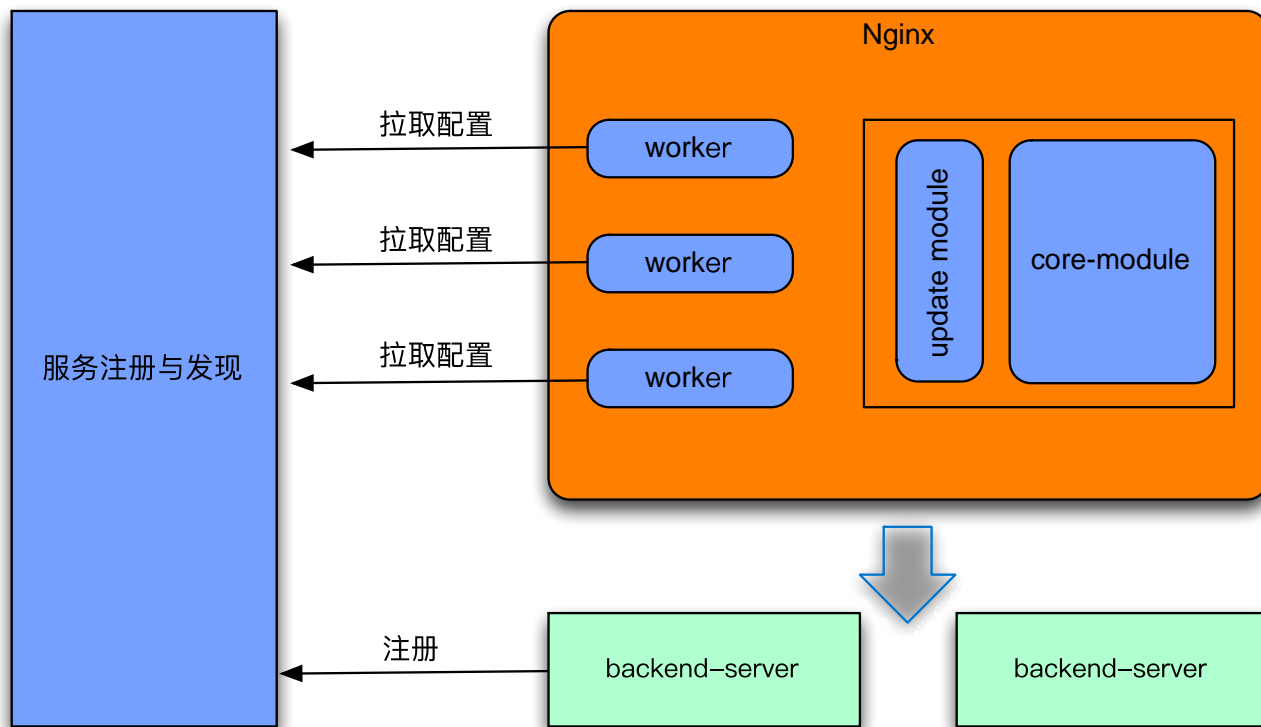 Nginx
拉取配置
worker
拉取配置
worker
拉取配置
worker
update module
core-module
服务注册与发现
注册
backend–server
backend–server